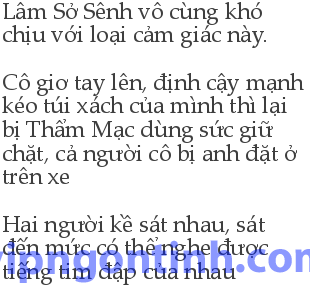 Lâm Sở Sênh vô cùng khó
chịu với loại cảm giác này.
Cô giơ tay lên, định cậy mạnh
kéo túi xách của mình thì lại
bị Thẩm Mạc dùng sức giữ
chặt, cả người cô bị anh đặt ở
trên xe
Hai người kề sát nhau, sát
đến mức có thể nghe được
vipngontinh.com
tiếng tim đập của nhau